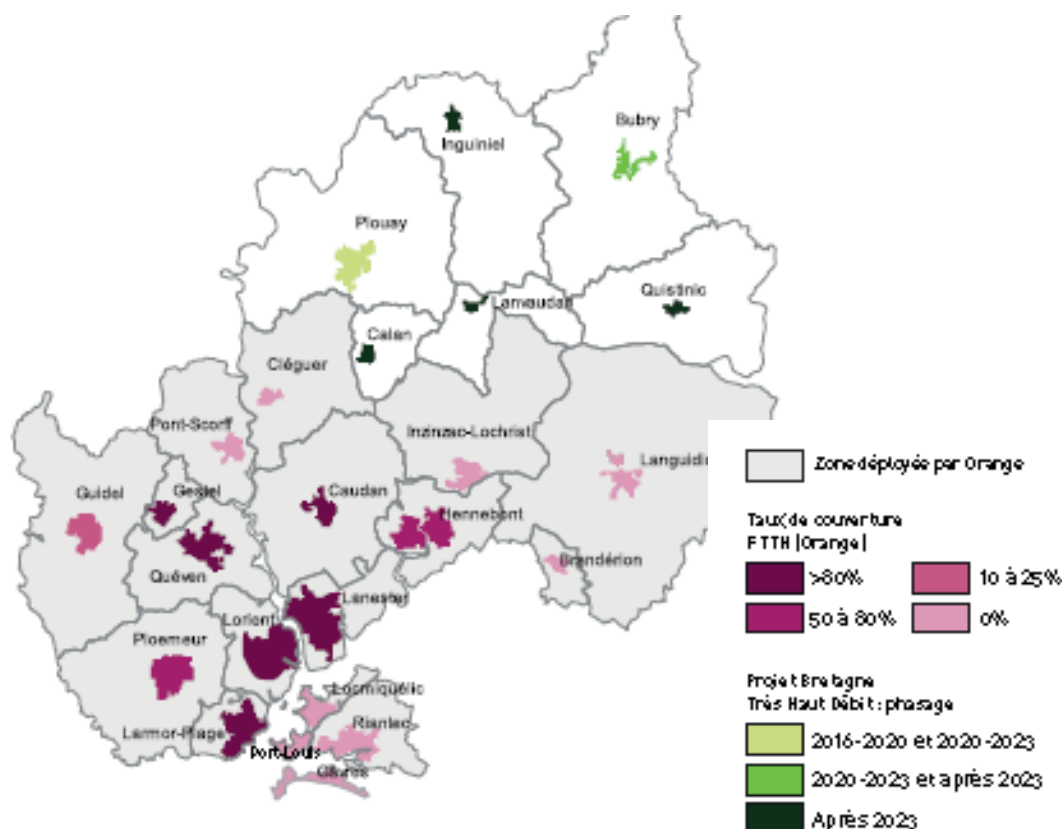 Bubry
Inguiniel
Plouay
Quistinic
Lanvaudan
Calan
Cléguer
Pont-Scorff
Inzinzac-Lochrist
Languidi
Guidel
Gestel
Caudan
Hennebont
Quéven
Brandérion
Lanester
Lorient
Ploemeur
Locmiquélic
Riantec
Larmor-Plage
Port-Louis
Gâvres
Zone déployée par Orange
Taux de couverture
FTTH (Orange)
>80%
10 à 25%
50 à 80%
0%
Projet Bretagne
Très Haut Débit : phasage
2016-2020 et 2020-2023
2020-2023 et après 2023
Après 2023